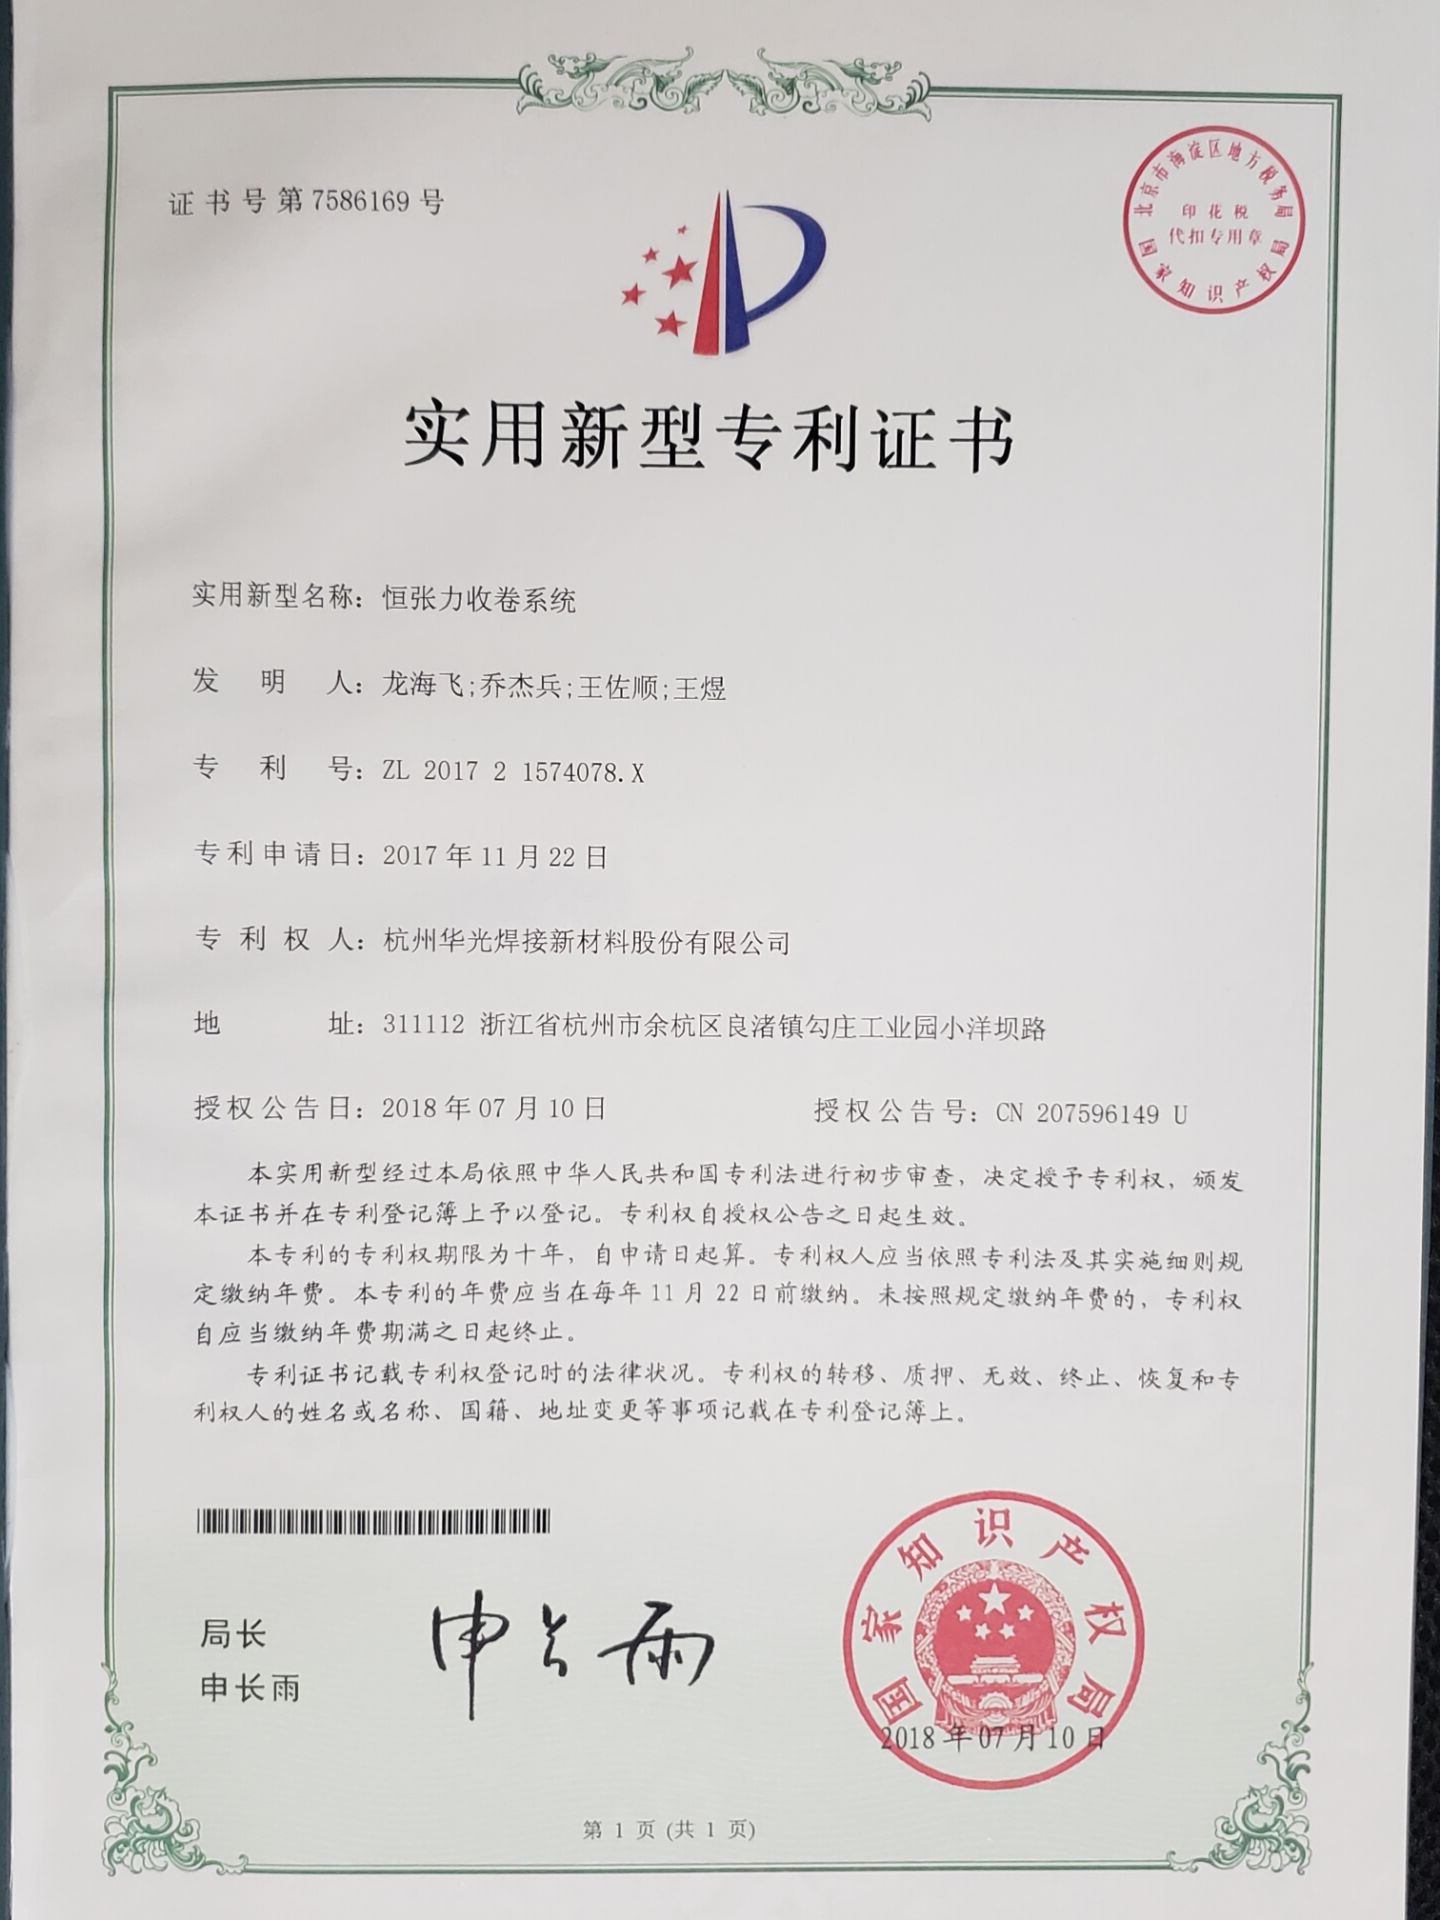 证书号第7586169号
北京市海淀区地方税务局
印花税
代扣专用章
国家知识产权局
实用新型专利证书
实用新型名称：恒张力收卷系统
发明人：龙海飞;乔杰兵;王佐顺;王煜
专利号：ZL 2017 2 1574078.X
专利申请日：2017年11月22日
专利权人：杭州华光焊接新材料股份有限公司
地址：311112 浙江省杭州市余杭区良渚镇勾庄工业园小洋坝路
授权公告日：2018年07月10日 授权公告号：CN 207596149 U
本实用新型经过本局依照中华人民共和国专利法进行初步审查，决定授予专利权，颁发
本证书并在专利登记簿上予以登记。专利权自授权公告之日起生效。
本专利的专利权期限为十年，自申请日起算。专利权人应当依照专利法及其实施细则规
定缴纳年费。本专利的年费应当在每年11月22日前缴纳。未按照规定缴纳年费的，专利权
自应当缴纳年费期满之日起终止。
专利证书记载专利权登记时的法律状况。专利权的转移、质押、无效、终止、恢复和专
利权人的姓名或名称、国籍、地址变更等事项记载在专利登记簿上。
局长
申长雨
申长雨
国家知识产权局
2018年07月10日
第 1 页 (共 1 页)